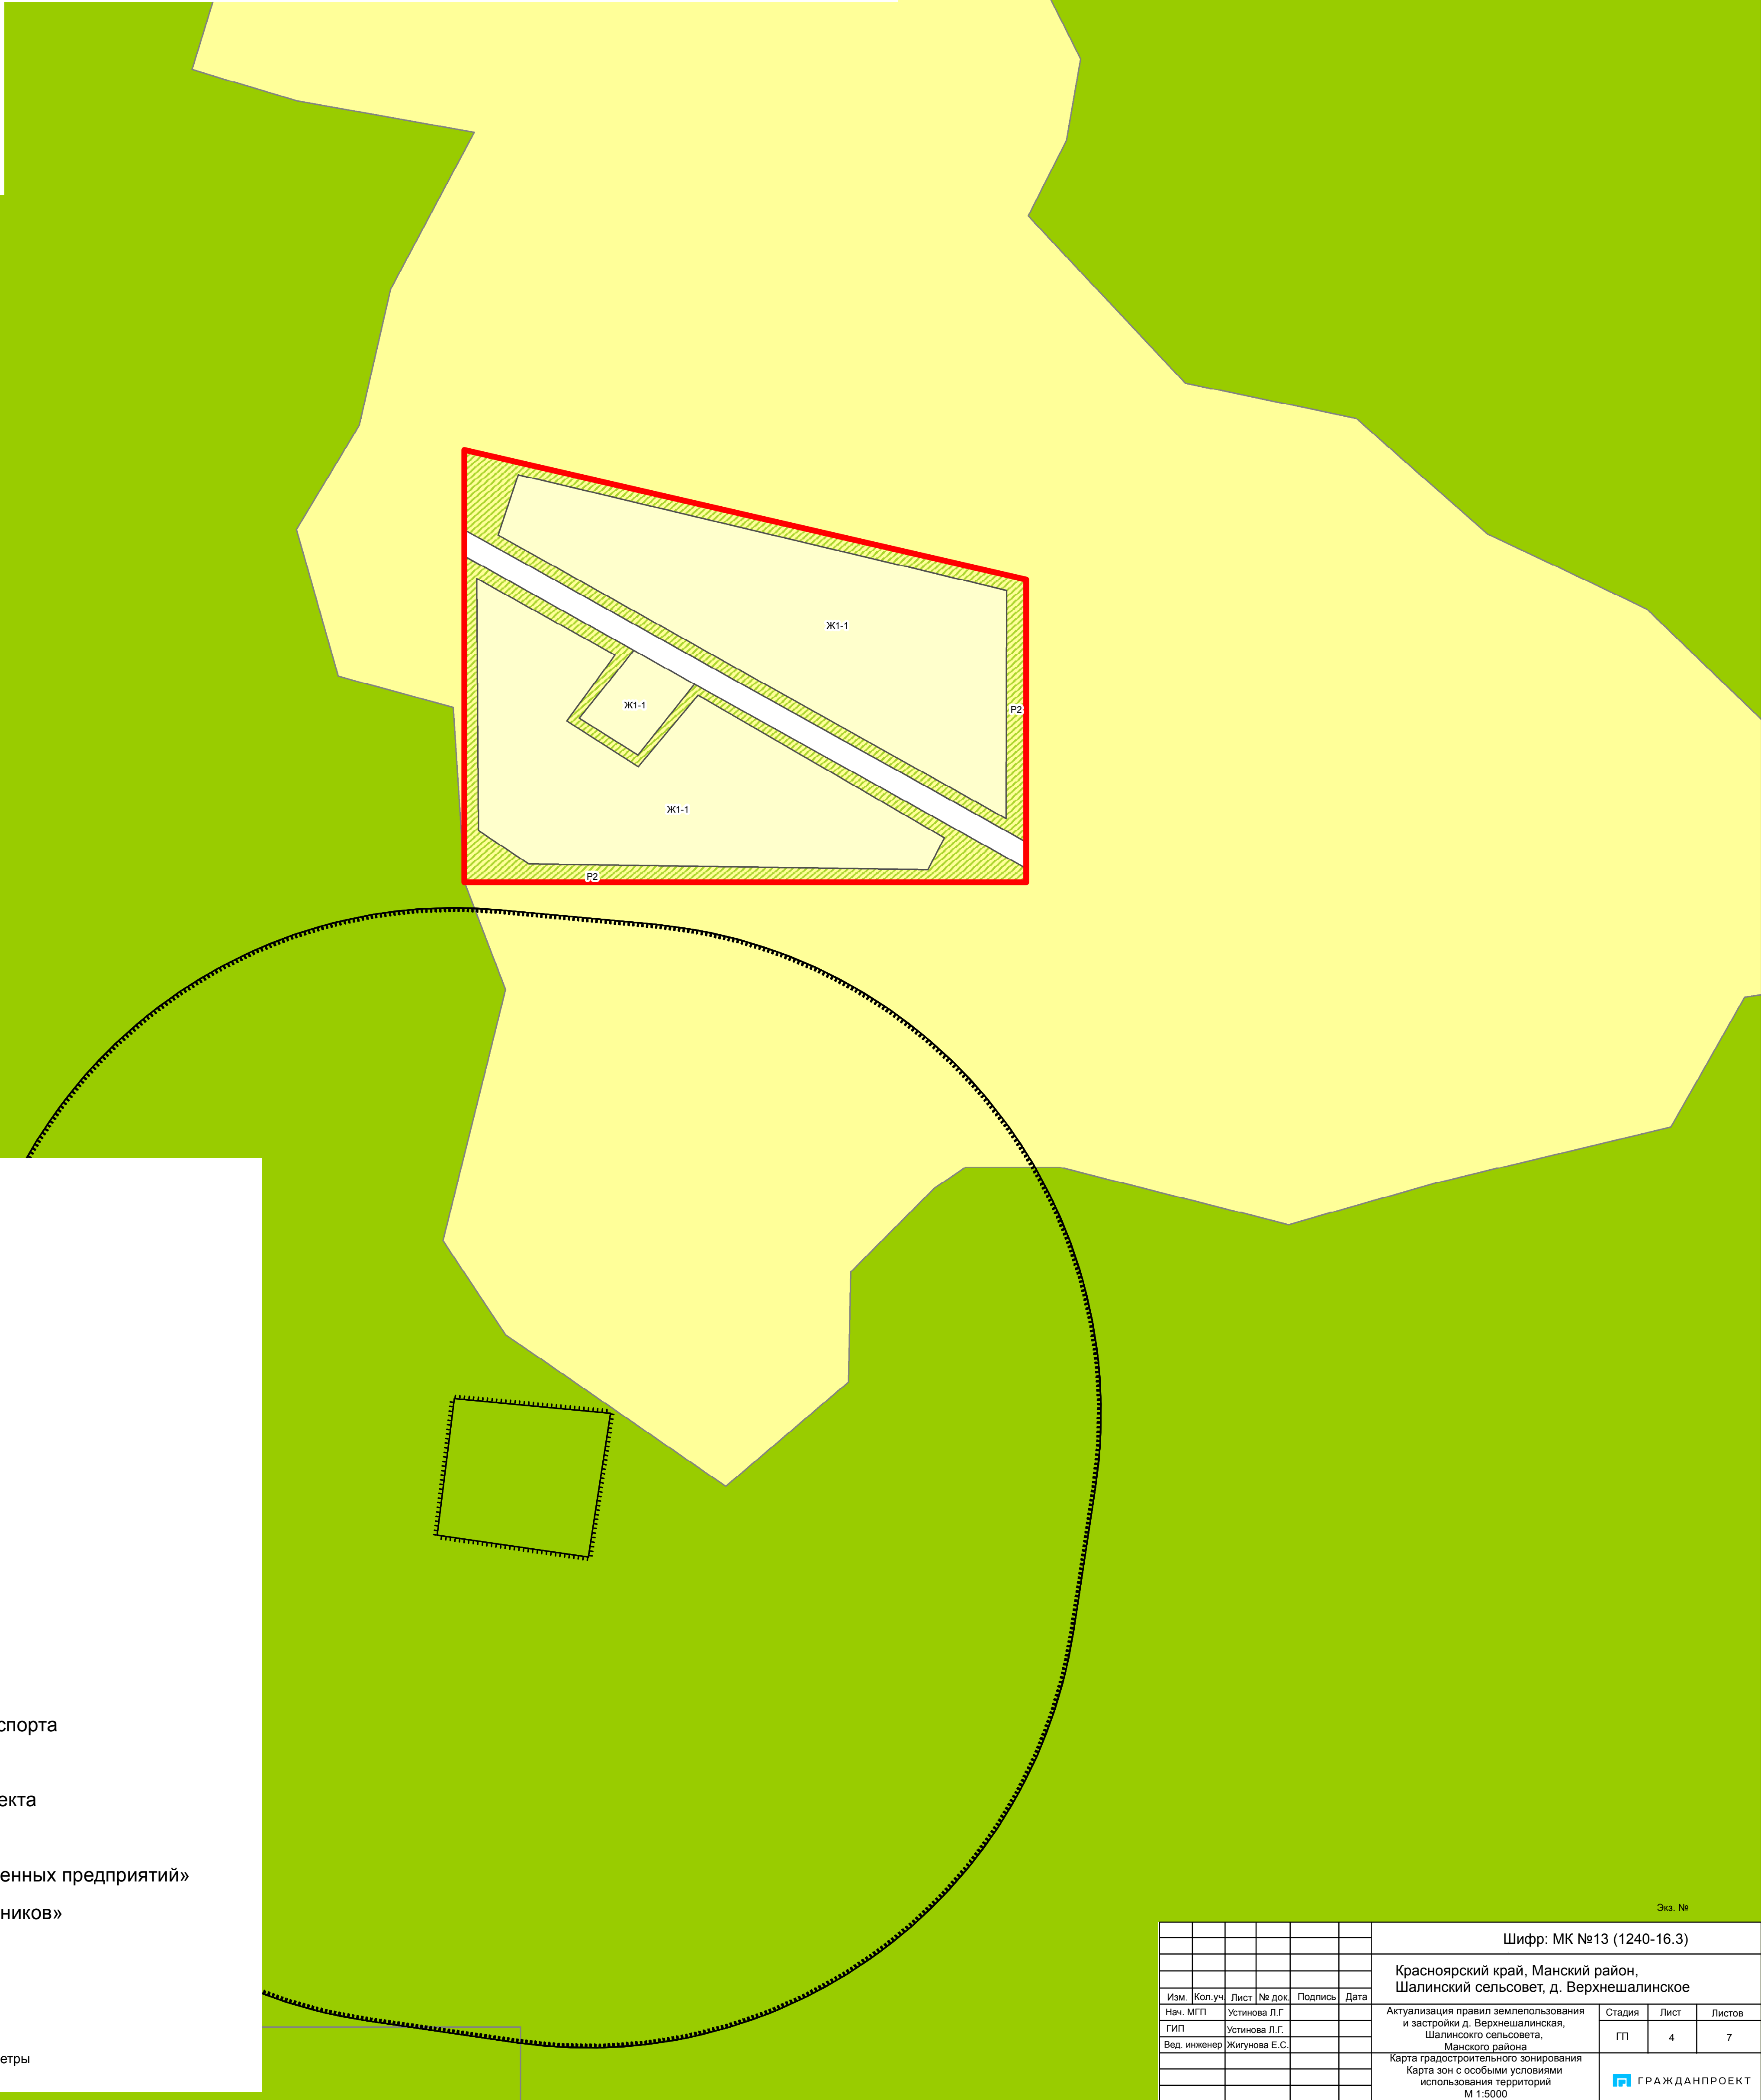 Ж1-1
Ж1-1
Р2
Ж1-1
Р2
спорта
екта
енных предприятий»
ников»
етры
Экз. №
Шифр: МК №13 (1240-16.3)
Красноярский край, Манский район,
Шалинский сельсовет, д. Верхнешалинское
Изм. Кол.уч Лист № док. Подпись Дата
Нач. МГП Устинова Л.Г
ГИП Устинова Л.Г.
Вед. инженер Жигунова Е.С.
Актуализация правил землепользования
и застройки д. Верхнешалинская,
Шалинсокго сельсовета,
Манского района
Стадия Лист Листов
ГП 4 7
Карта градостроительного зонирования
Карта зон с особыми условиями
использования территорий
М 1:5000
ГРАЖДАНПРОЕКТ